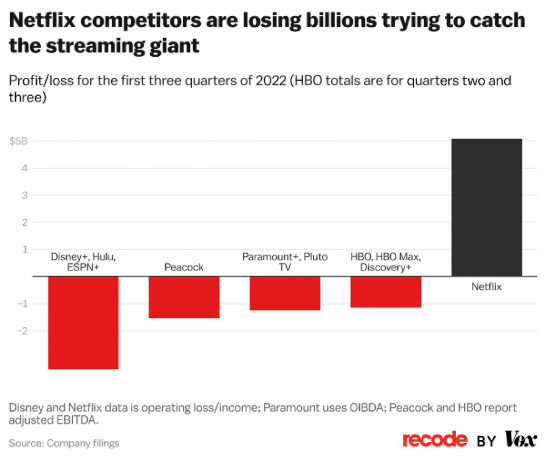 Netflix competitors are losing billions trying to catch
the streaming giant
Profit/loss for the first three quarters of 2022 (HBO totals are for quarters two and
three)
$5B
4
3
2
1
Disney+, Hulu,
ESPN+
Peacock
Paramount+, Pluto
TV
HBO, HBO Max,
Discovery+
Netflix
−1
−2
Disney and Netflix data is operating loss/income; Paramount uses OIBDA; Peacock and HBO report
adjusted EBITDA.
Source: Company filings
recode BY Vox